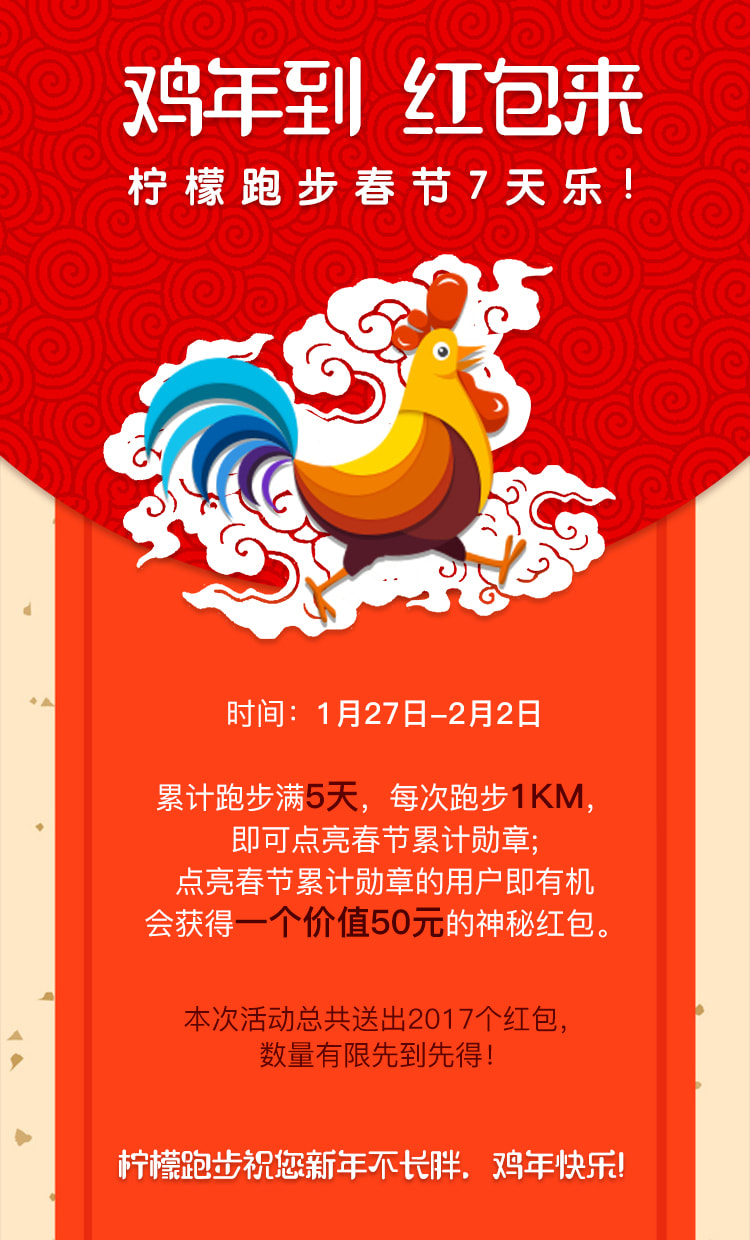 鸡年到 红包来
柠檬跑步春节7天乐！
时间：1月27日-2月2日
累计跑步满5天，每次跑步1KM，
即可点亮春节累计勋章；
点亮春节累计勋章的用户即有机
会获得一个价值50元的神秘红包。
本次活动总共送出2017个红包，
数量有限先到先得！
柠檬跑步祝您新年不长胖，鸡年快乐！